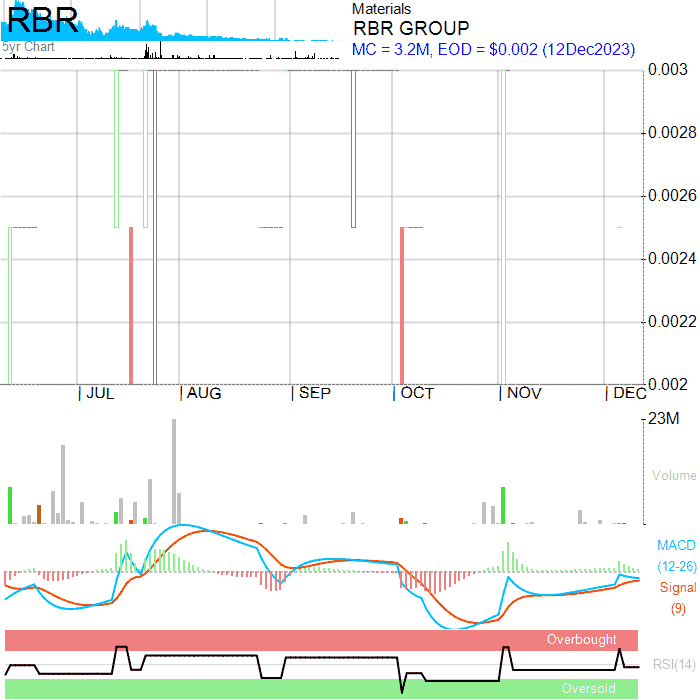 RBR
5yr Chart
Materials
RBR GROUP
MC = 3.2M, EOD = $0.002 (12Dec2023)
0.003
0.0028
0.0026
0.0024
0.0022
0.002
| JUL | AUG | SEP | OCT | NOV | DEC
23M
Volume
MACD
(12-26)
Signal
(9)
Overbought
RSI(14)
Oversold